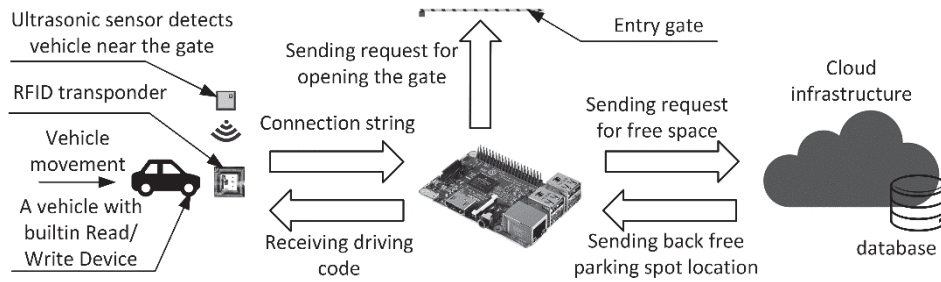 Ultrasonic sensor detects
vehicle near the gate
RFID transponder
Vehicle
movement
A vehicle with
builtin Read/
Write Device
Connection string
Receiving driving
code
Sending request for
opening the gate
Entry gate
Sending request
for free space
Sending back free
parking spot location
Cloud
infrastructure
database